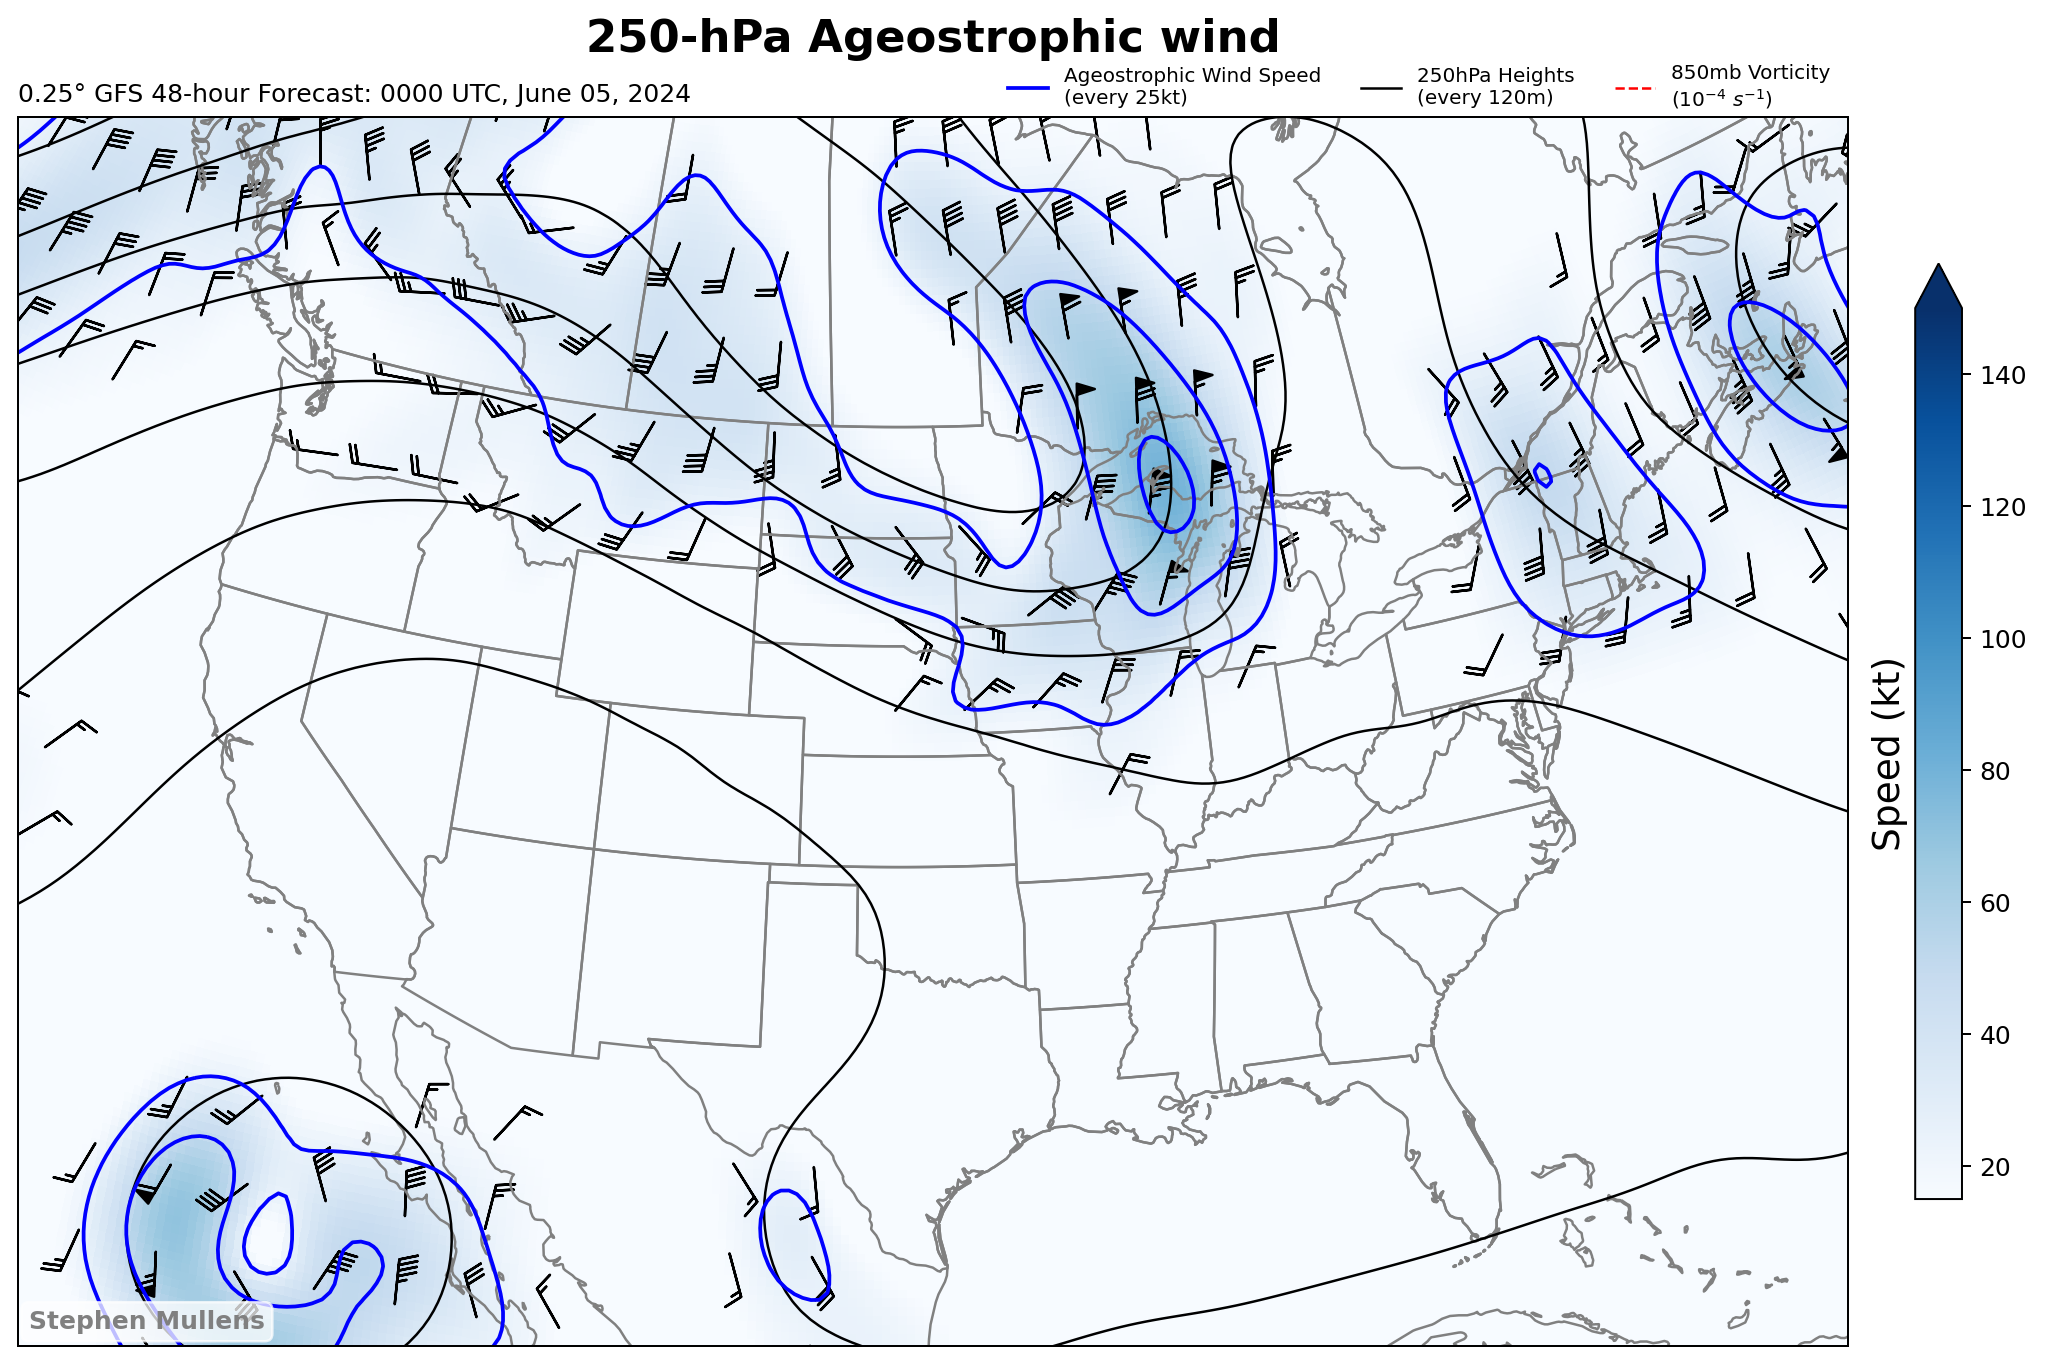 250-hPa Ageostrophic wind
0.25° GFS 48-hour Forecast: 0000 UTC, June 05, 2024
Ageostrophic Wind Speed
(every 25kt)
250hPa Heights
(every 120m)
850mb Vorticity
(10⁻⁴ s⁻¹)
140
120
100
80
60
40
20
Speed (kt)
Stephen Mullens